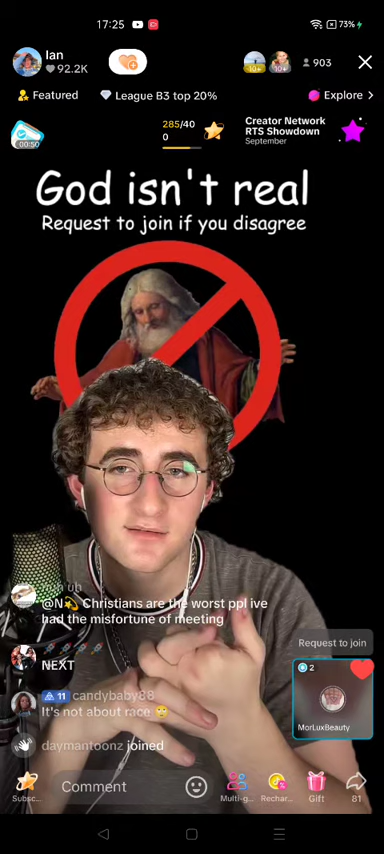 17:25
73%
Ian
92.2K
10+
10+
903
Featured
League B3 top 20%
Explore >
00:50
285/40
0
Creator Network
RTS Showdown
September
God isn't real
Request to join if you disagree
uh
@N💫 Christians are the worst ppl ive
had the misfortune of meeting
NEXT
11 candybaby88
It's not about race 🙄
daymantoonz joined
Request to join
2
MorLuxBeauty
Comment
Subsc...
Multi-g...
Rechar...
Gift
81